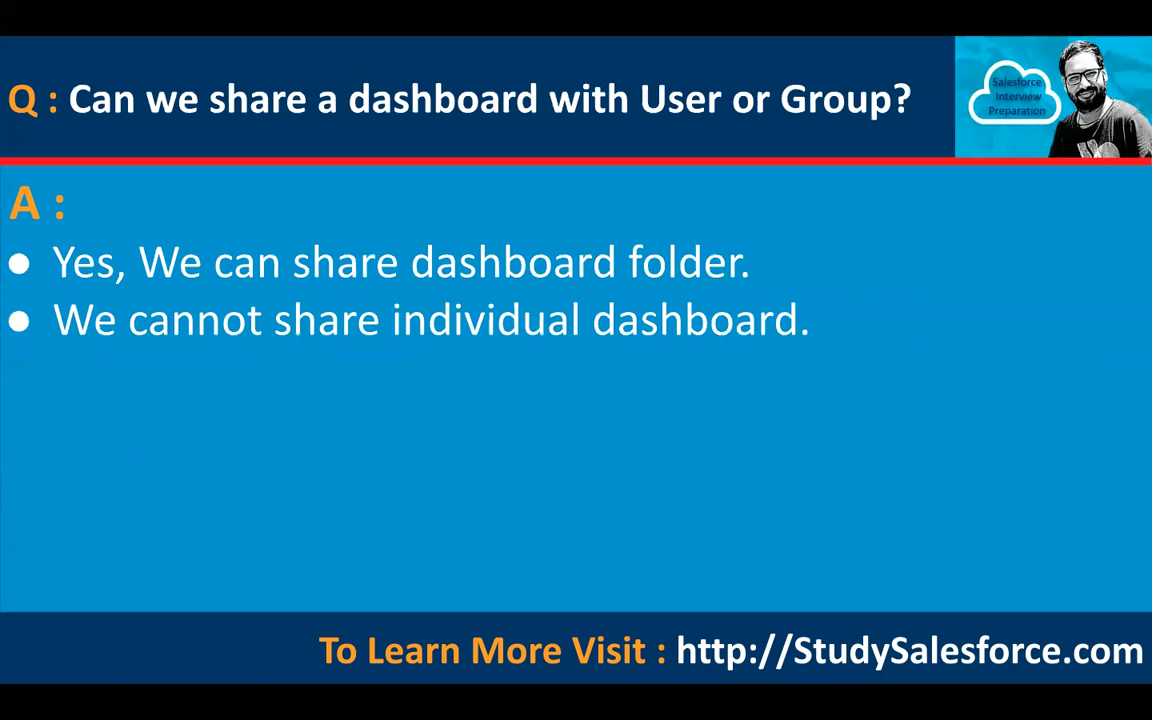 Q : Can we share a dashboard with User or Group?
Salesforce
Interview
Preparation
A :
● Yes, We can share dashboard folder.
● We cannot share individual dashboard.
To Learn More Visit : http://StudySalesforce.com